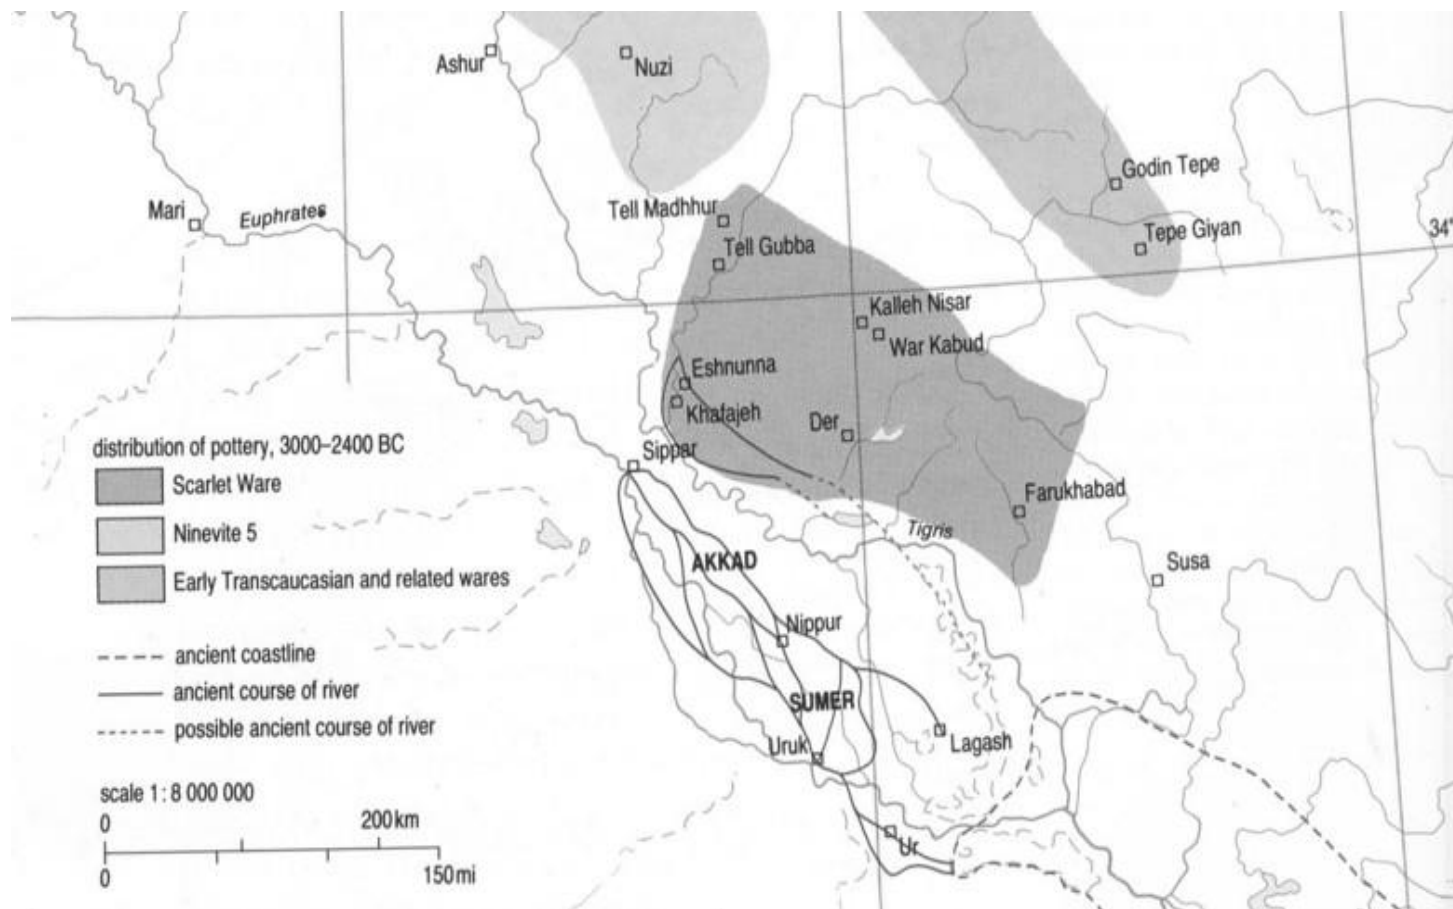 Ashur
Nuzi
Godin Tepe
Mari
Euphrates
Tell Madhhur
Tepe Giyan
34°
Tell Gubba
Kalleh Nisar
War Kabud
Eshnunna
Khafajeh
Der
Sippar
distribution of pottery, 3000–2400 BC
Scarlet Ware
Ninevite 5
Early Transcaucasian and related wares
Farukhabad
Tigris
AKKAD
Susa
Nippur
SUMER
Uruk
Lagash
Ur
ancient coastline
ancient course of river
possible ancient course of river
scale 1 : 8 000 000
0 200 km
0 150 mi